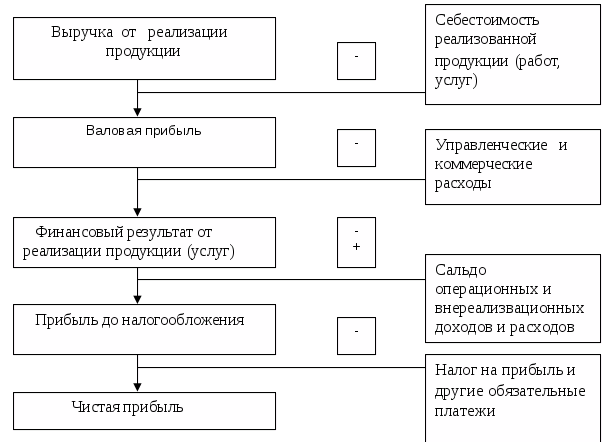 Выручка от реализации
продукции
-
Себестоимость
реализованной
продукции (работ,
услуг)
Валовая прибыль
-
Управленческие и
коммерческие
расходы
Финансовый результат от
реализации продукции (услуг)
-
+
Сальдо
операционных и
внереализвационных
доходов и расходов
Прибыль до налогообложения
-
Налог на прибыль и
другие обязательные
платежи
Чистая прибыль